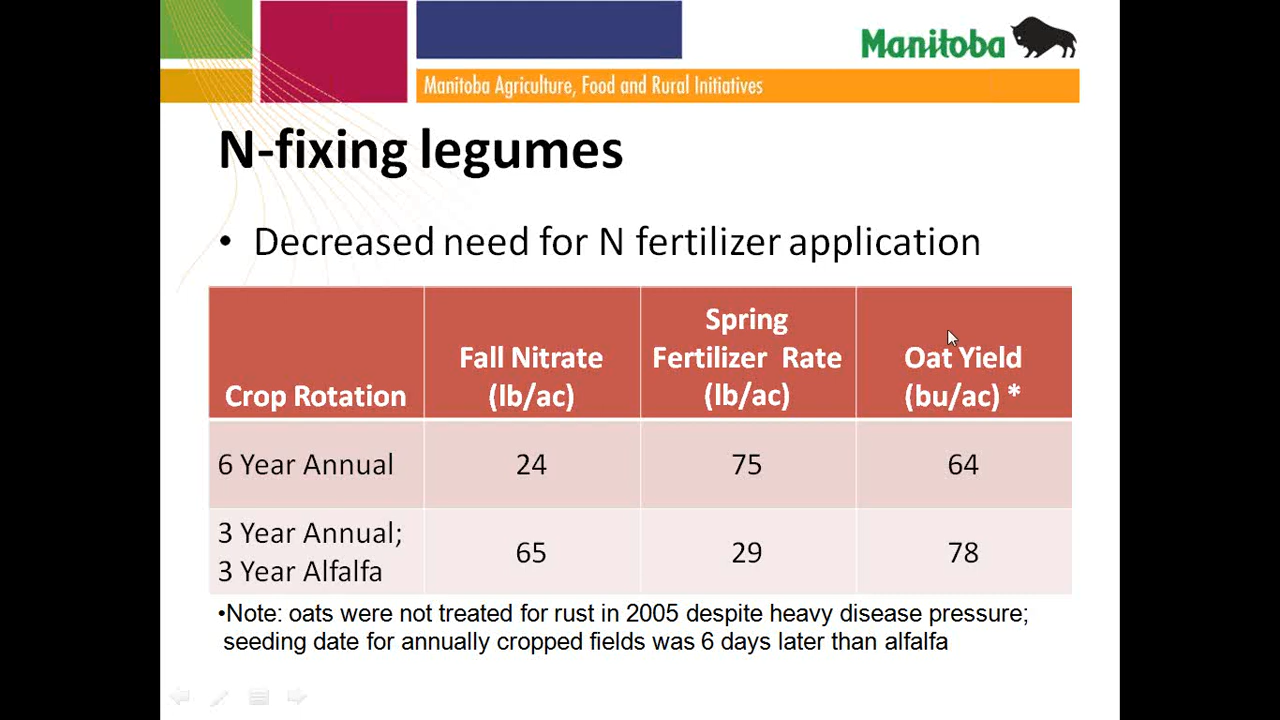 Manitoba
Manitoba Agriculture, Food and Rural Initiatives
N-fixing legumes
• Decreased need for N fertilizer application
Crop Rotation
Fall Nitrate
(lb/ac)
Spring
Fertilizer Rate
(lb/ac)
Oat Yield
(bu/ac) *
6 Year Annual
24
75
64
3 Year Annual;
3 Year Alfalfa
65
29
78
•Note: oats were not treated for rust in 2005 despite heavy disease pressure;
seeding date for annually cropped fields was 6 days later than alfalfa